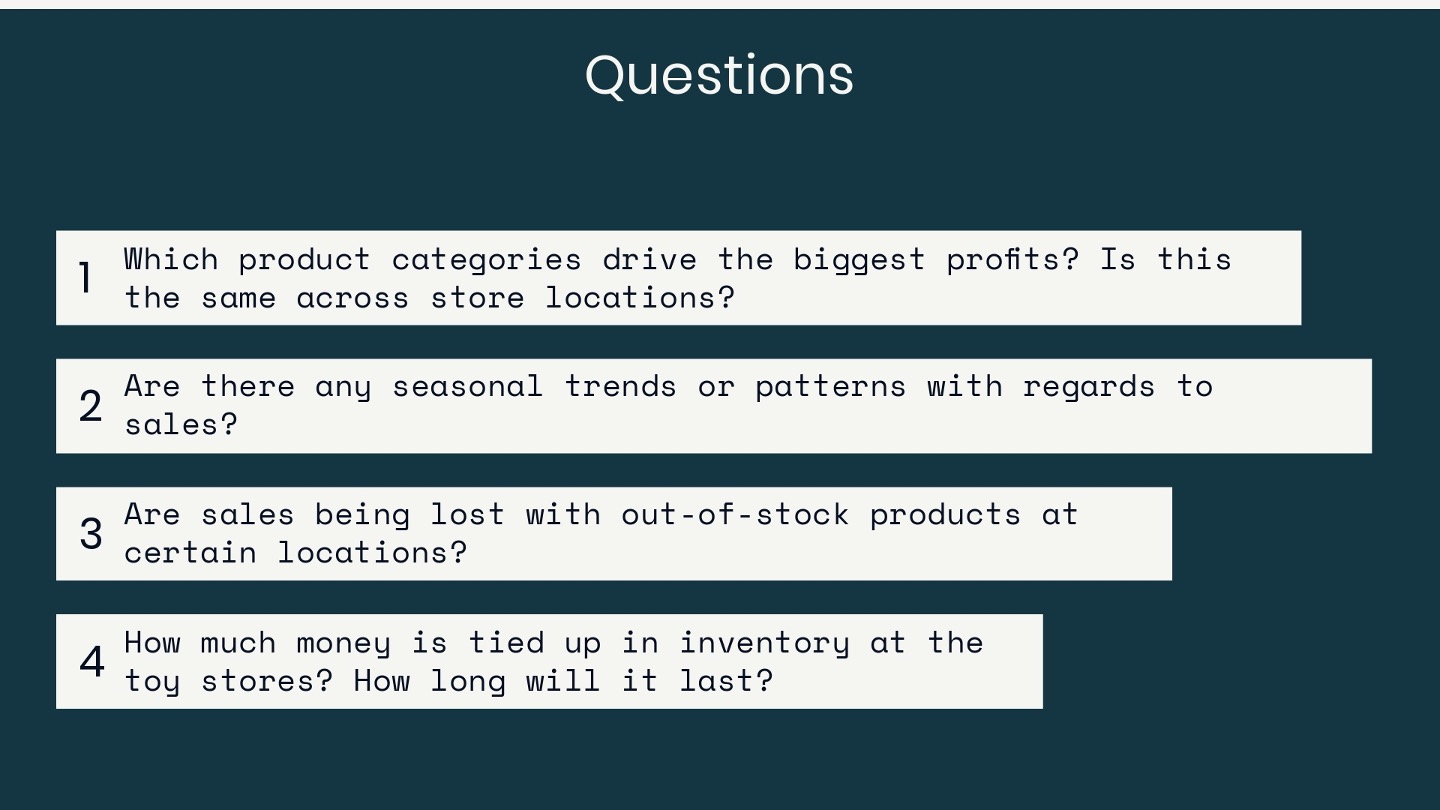 Questions
1
Which product categories drive the biggest profits? Is this
the same across store locations?
2
Are there any seasonal trends or patterns with regards to
sales?
3
Are sales being lost with out-of-stock products at
certain locations?
4
How much money is tied up in inventory at the
toy stores? How long will it last?